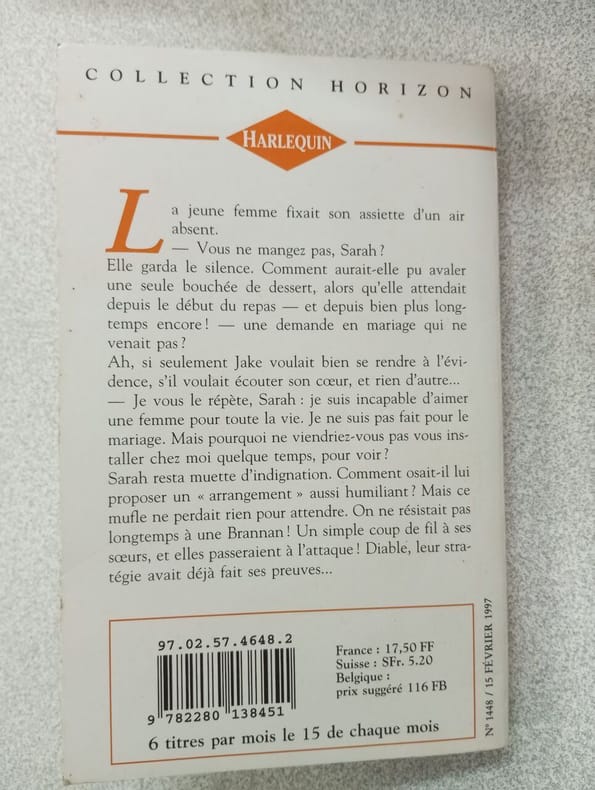 COLLECTION HORIZON
HARLEQUIN
La jeune femme fixait son assiette d'un air
absent.
— Vous ne mangez pas, Sarah ?
Elle garda le silence. Comment aurait-elle pu avaler
une seule bouchée de dessert, alors qu'elle attendait
depuis le début du repas — et depuis bien plus long-
temps encore ! — une demande en mariage qui ne
venait pas ?
Ah, si seulement Jake voulait bien se rendre à l'évi-
dence, s'il voulait écouter son cœur, et rien d'autre...
— Je vous le répète, Sarah : je suis incapable d'aimer
une femme pour toute la vie. Je ne suis pas fait pour le
mariage. Mais pourquoi ne viendriez-vous pas vous ins-
taller chez moi quelque temps, pour voir ?
Sarah resta muette d'indignation. Comment osait-il lui
proposer un « arrangement » aussi humiliant ? Mais ce
mufle ne perdait rien pour attendre. On ne résistait pas
longtemps à une Brannan ! Un simple coup de fil à ses
sœurs, et elles passeraient à l'attaque ! Diable, leur stra-
tégie avait déjà fait ses preuves...
97.02.57.4648.2
9 782280 138451
France : 17,50 FF
Suisse : SFr. 5.20
Belgique :
prix suggéré 116 FB
6 titres par mois le 15 de chaque mois
N° 1448 / 15 FÉVRIER 1997